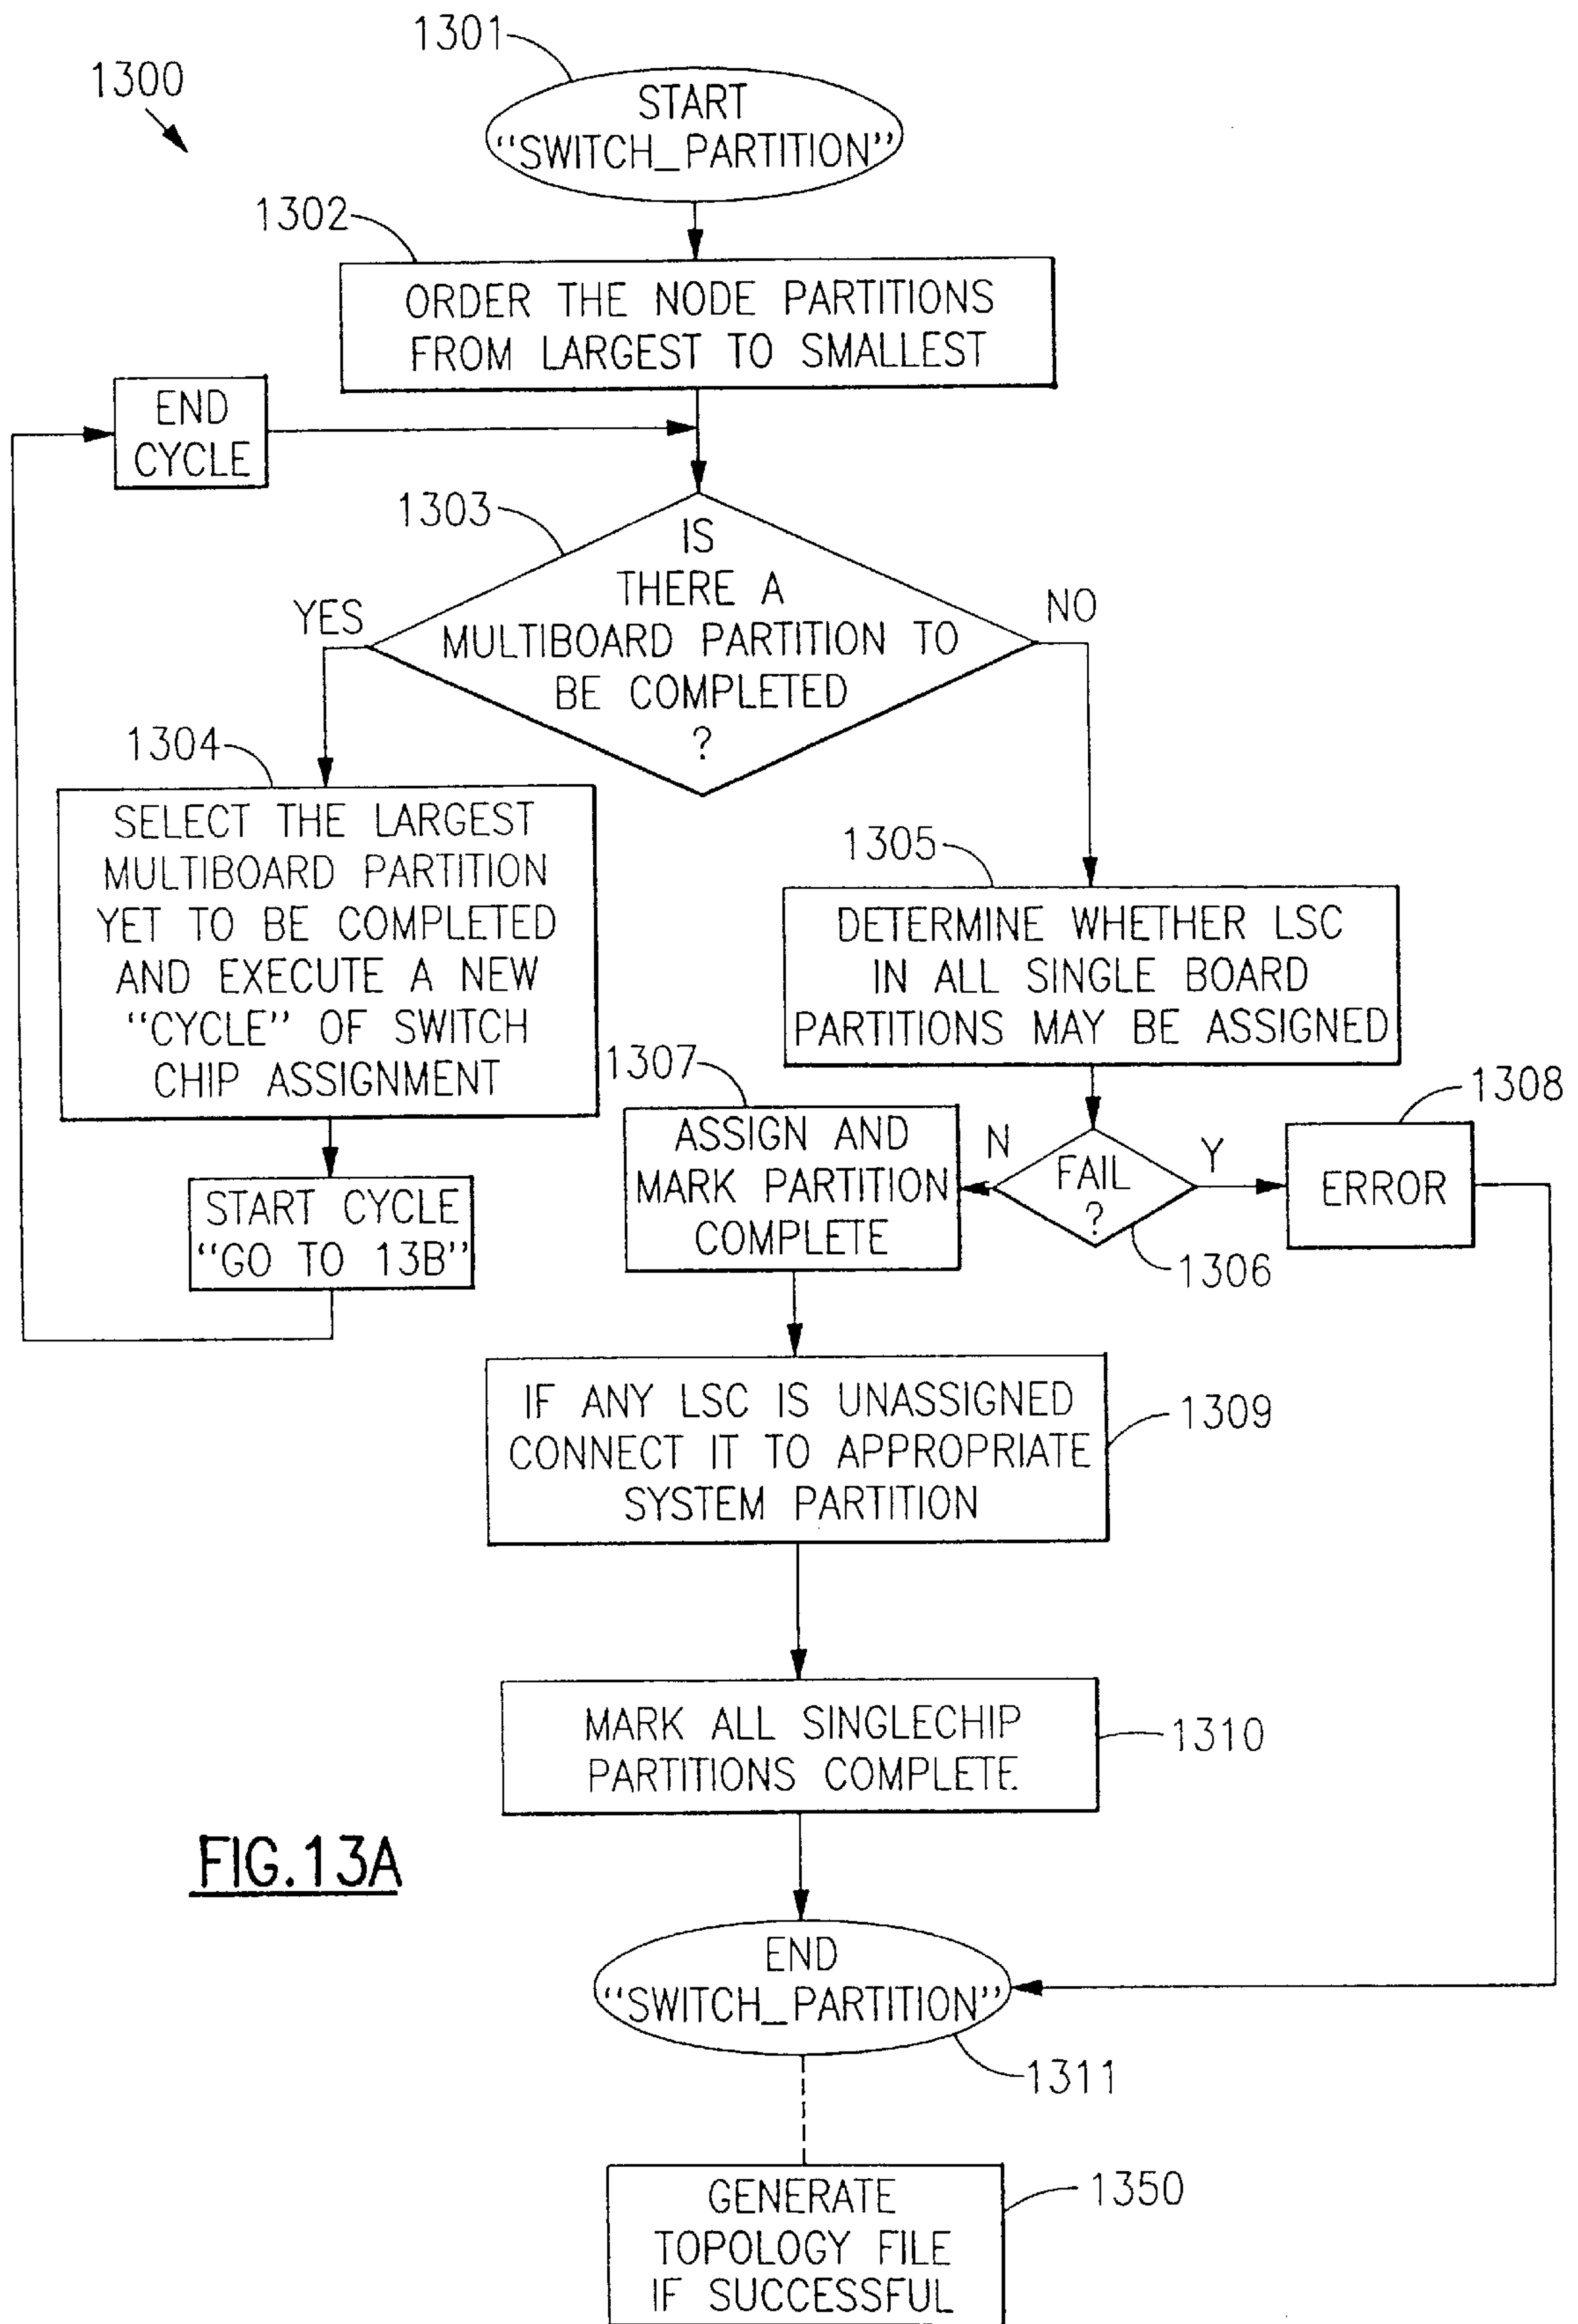 1301
1300
START
"SWITCH_PARTITION"
1302
ORDER THE NODE PARTITIONS
FROM LARGEST TO SMALLEST
END
CYCLE
1303
IS
THERE A
MULTIBOARD PARTITION TO
BE COMPLETED
?
YES
NO
1304
SELECT THE LARGEST
MULTIBOARD PARTITION
YET TO BE COMPLETED
AND EXECUTE A NEW
"CYCLE" OF SWITCH
CHIP ASSIGNMENT
START CYCLE
"GO TO 13B"
1305
DETERMINE WHETHER LSC
IN ALL SINGLE BOARD
PARTITIONS MAY BE ASSIGNED
1307
ASSIGN AND
MARK PARTITION
COMPLETE
N
FAIL
?
Y
1306
1308
ERROR
IF ANY LSC IS UNASSIGNED
CONNECT IT TO APPROPRIATE
SYSTEM PARTITION
1309
MARK ALL SINGLECHIP
PARTITIONS COMPLETE
1310
FIG.13A
END
"SWITCH_PARTITION"
1311
GENERATE
TOPOLOGY FILE
IF SUCCESSFUL
1350